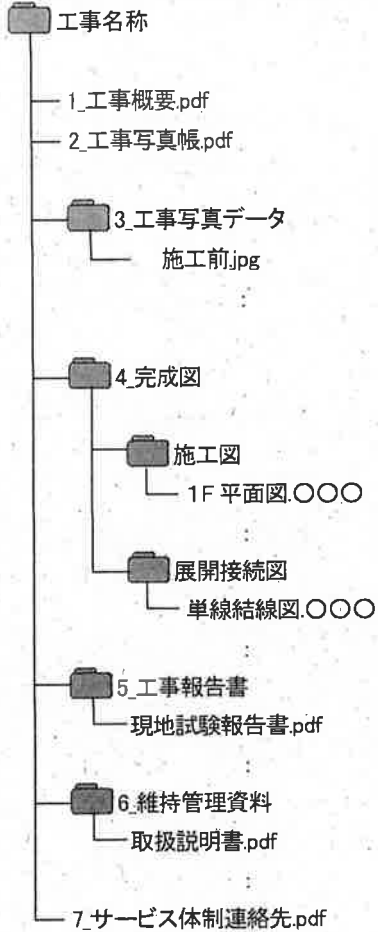 工事名称
1_工事概要.pdf
2_工事写真帳.pdf
3_工事写真データ
施工前.jpg
⋮
4_完成図
施工図
1F 平面図.〇〇〇
⋮
展開接続図
単線結線図.〇〇〇
⋮
5_工事報告書
現地試験報告書.pdf
⋮
6_維持管理資料
取扱説明書.pdf
⋮
7_サービス体制連絡先.pdf